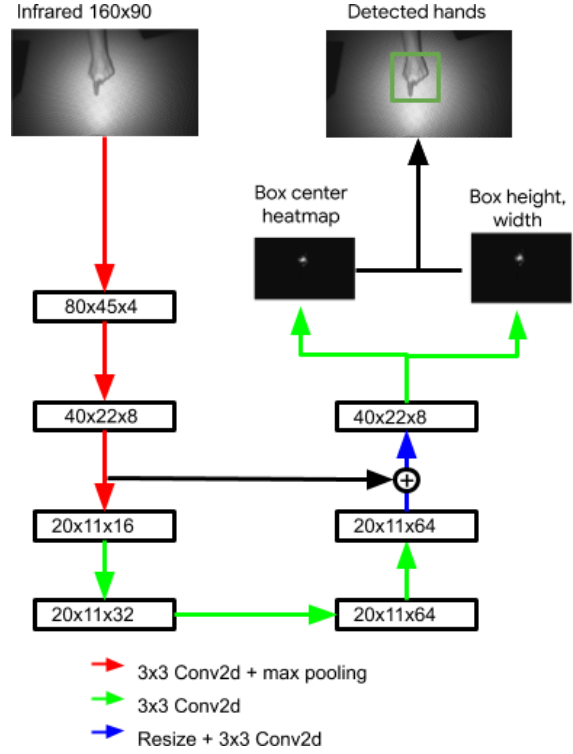 Infrared 160x90
Detected hands
Box center
heatmap
Box height,
width
80x45x4
40x22x8
40x22x8
+
20x11x16
20x11x64
20x11x32
20x11x64
3x3 Conv2d + max pooling
3x3 Conv2d
Resize + 3x3 Conv2d